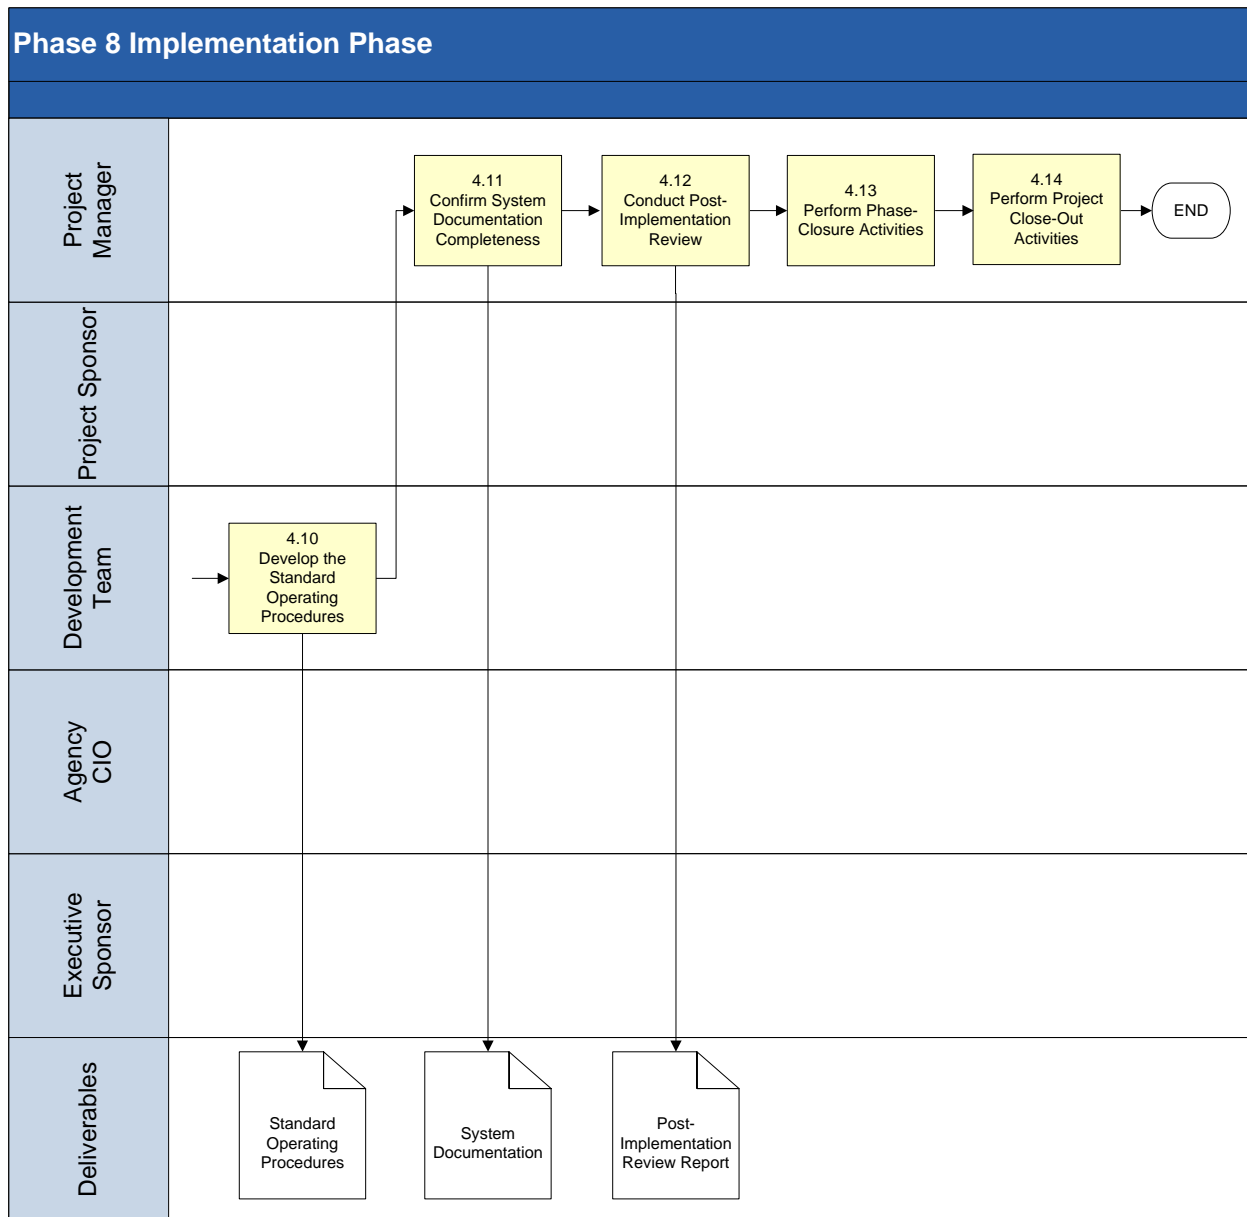 Phase 8 Implementation Phase
Project
Manager
4.11
Confirm System
Documentation
Completeness
4.12
Conduct Post-
Implementation
Review
4.13
Perform Phase-
Closure Activities
4.14
Perform Project
Close-Out
Activities
END
Project Sponsor
Development
Team
4.10
Develop the
Standard
Operating
Procedures
Agency
CIO
Executive
Sponsor
Deliverables
Standard
Operating
Procedures
System
Documentation
Post-
Implementation
Review Report